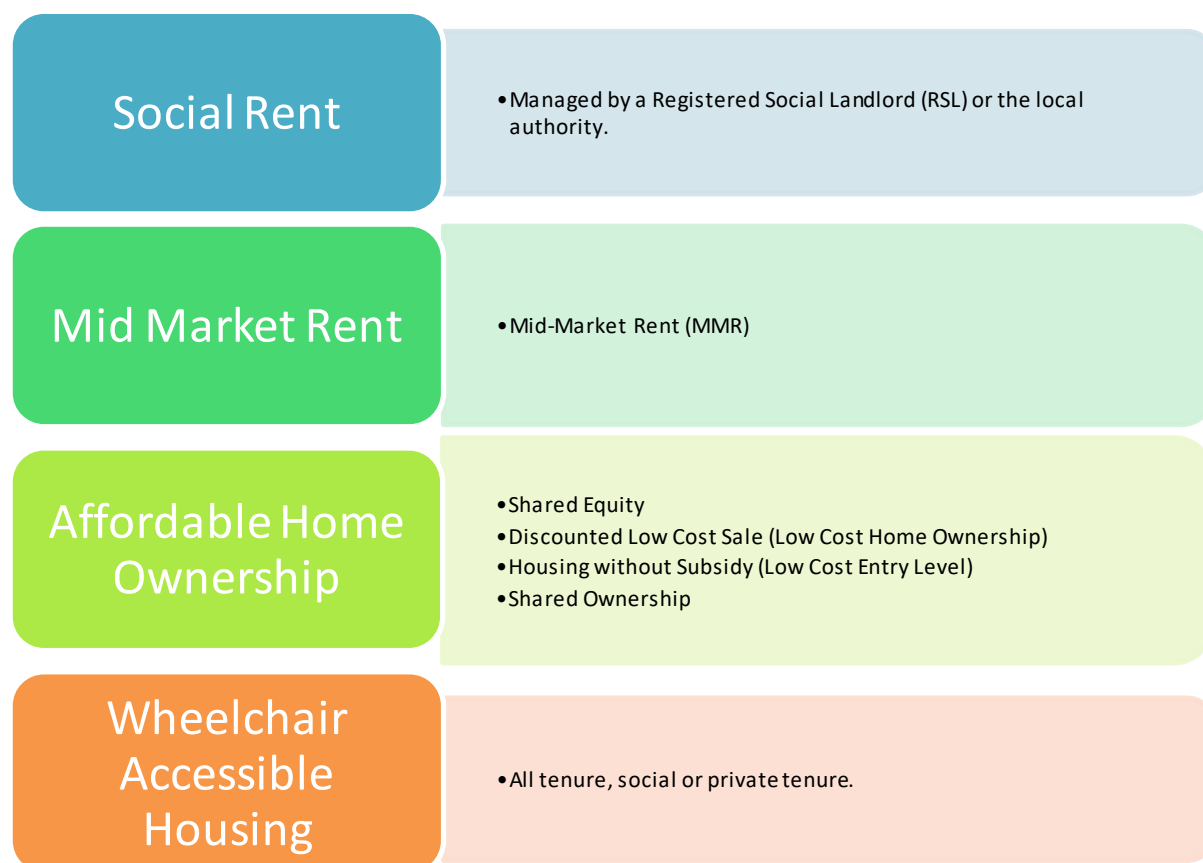 Social Rent
•Managed by a Registered Social Landlord (RSL) or the local
authority.
Mid Market Rent
•Mid-Market Rent (MMR)
Affordable Home
Ownership
•Shared Equity
•Discounted Low Cost Sale (Low Cost Home Ownership)
•Housing without Subsidy (Low Cost Entry Level)
•Shared Ownership
Wheelchair
Accessible
Housing
•All tenure, social or private tenure.